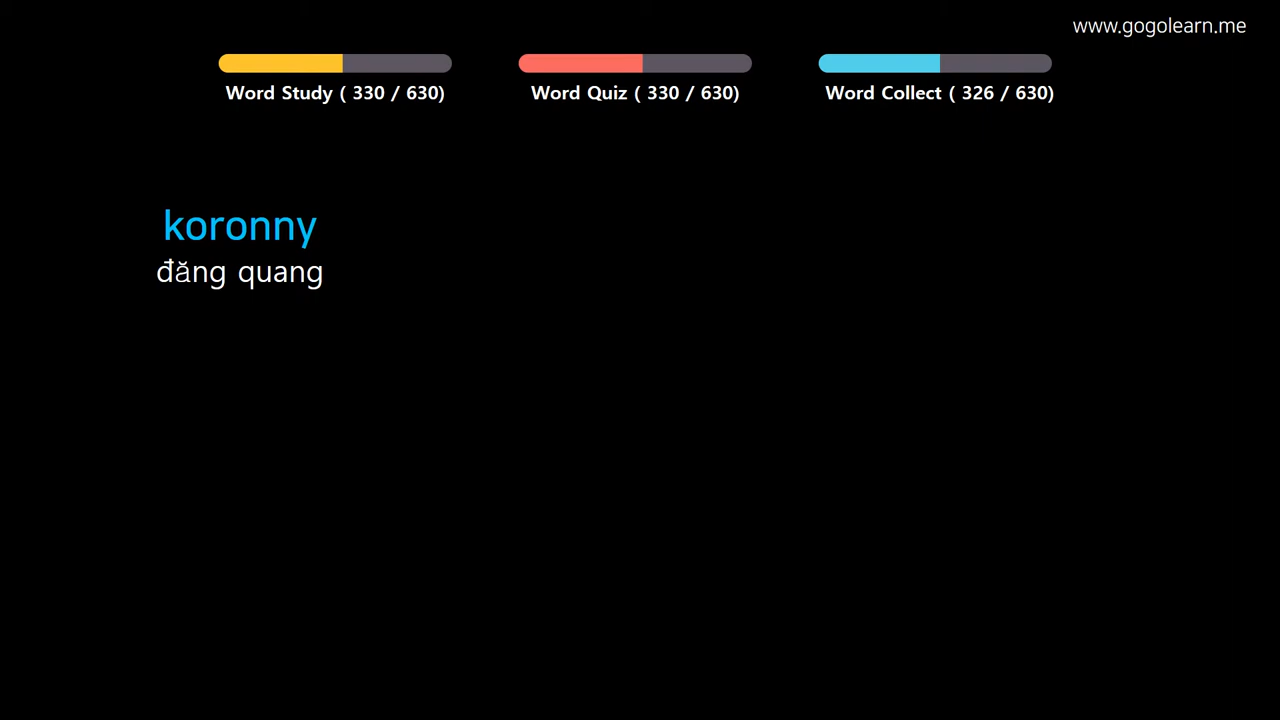 www.gogolearn.me
Word Study ( 330 / 630)
Word Quiz ( 330 / 630)
Word Collect ( 326 / 630)
koronny
đăng quang